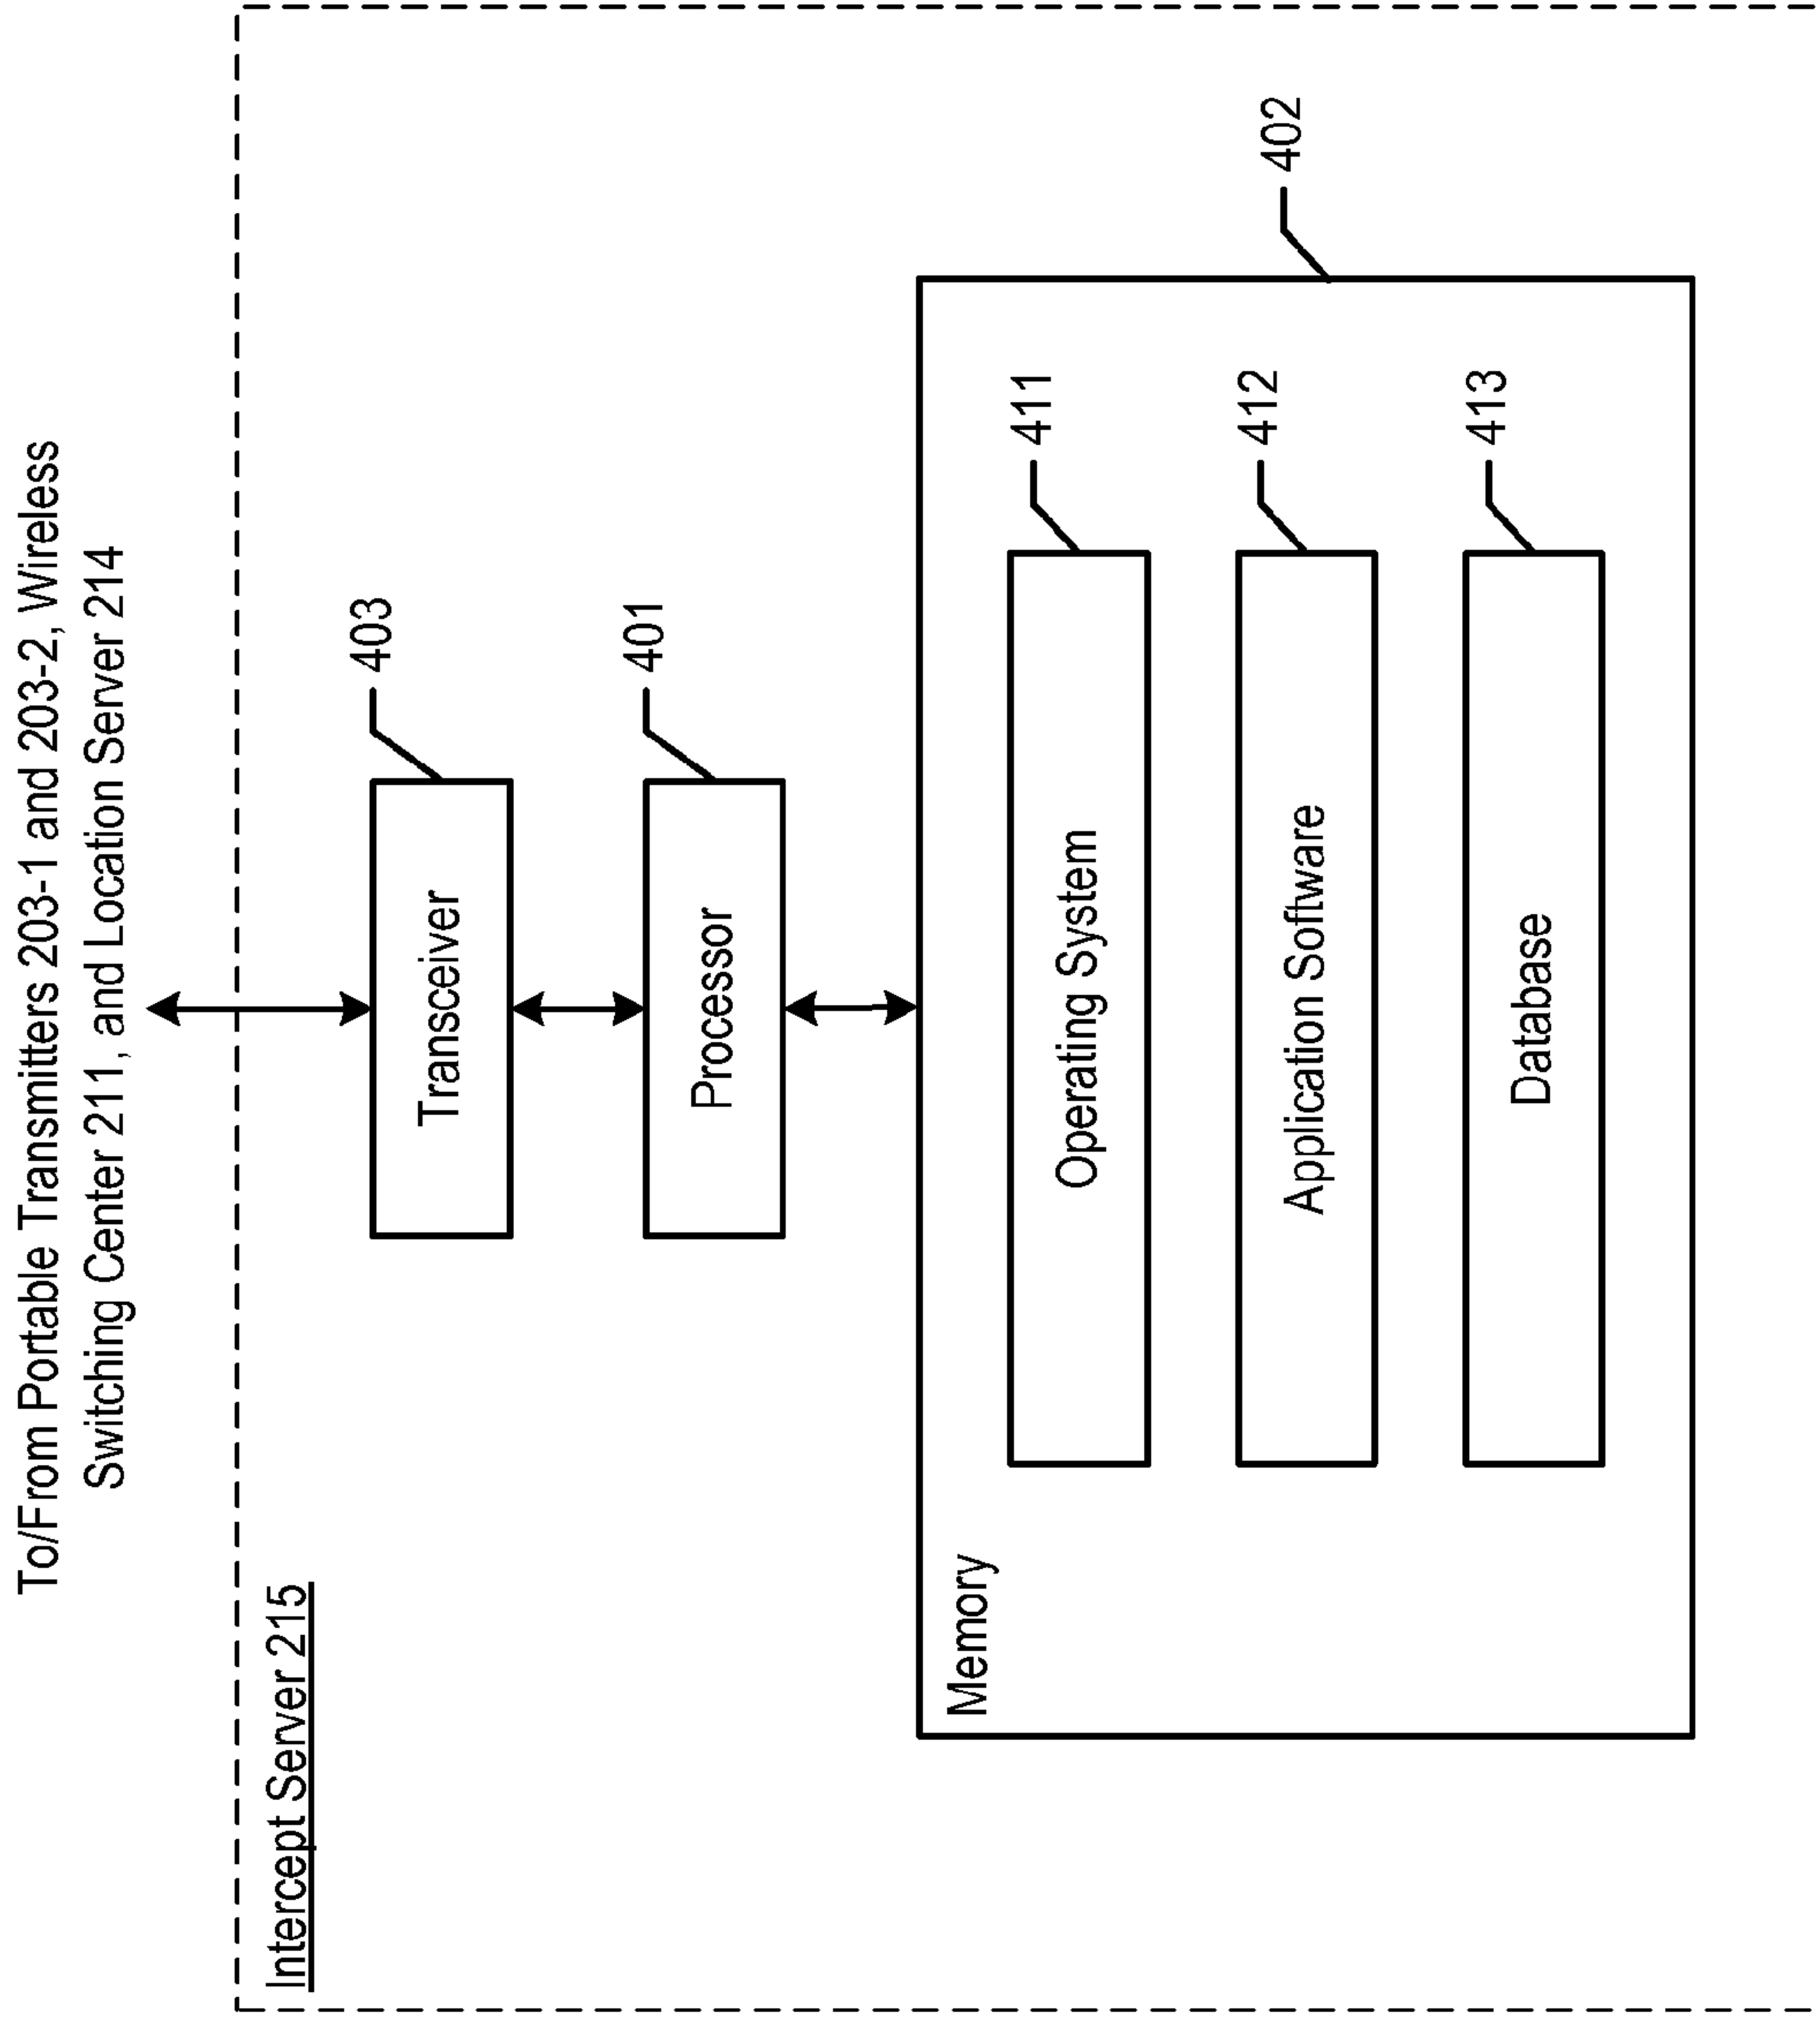 To/From Portable Transmitters 203-1 and 203-2, Wireless
Switching Center 211, and Location Server 214
Intercept Server 215
403
Transceiver
401
Processor
402
Memory
411
Operating System
412
Application Software
413
Database